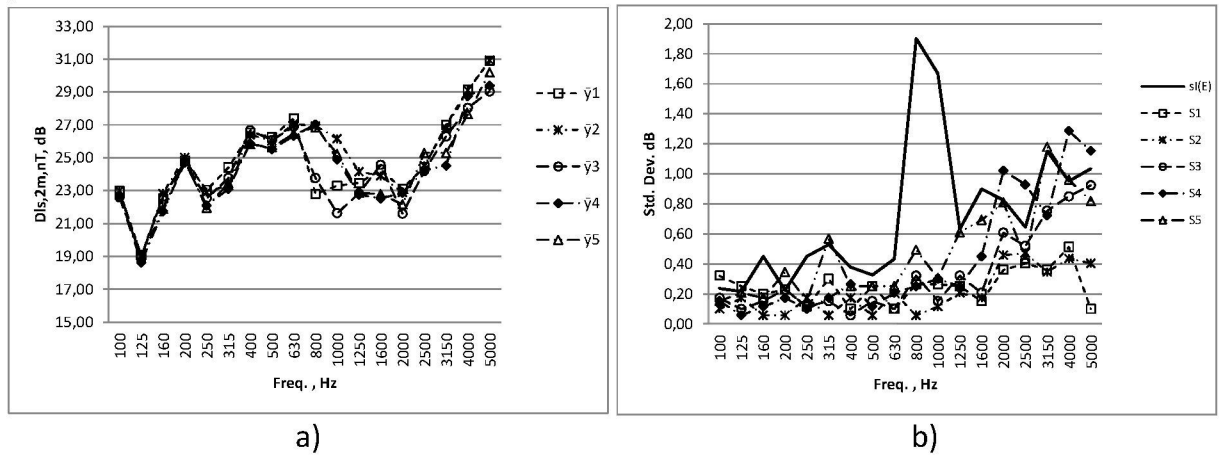 33,00
31,00
29,00
27,00
25,00
23,00
21,00
19,00
17,00
15,00
Dls,2m,nT, dB
100 125 160 200 250 315 400 500 630 800 1000 1250 1600 2000 2500 3150 4000 5000
Freq. , Hz
ȳ1
ȳ2
ȳ3
ȳ4
ȳ5
a)
2,00
1,80
1,60
1,40
1,20
1,00
0,80
0,60
0,40
0,20
0,00
Std. Dev. dB
100 125 160 200 250 315 400 500 630 800 1000 1250 1600 2000 2500 3150 4000 5000
Freq. , Hz
sI(E)
S1
S2
S3
S4
S5
b)